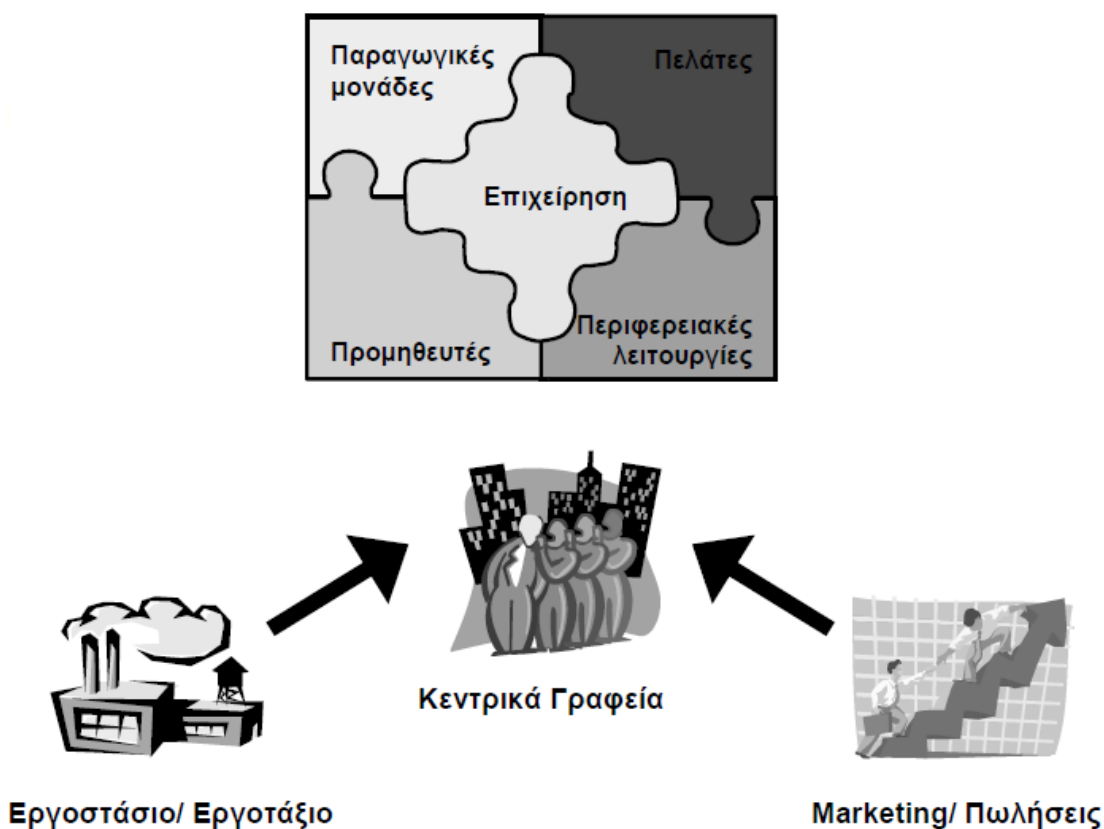 Παραγωγικές
μονάδες
Πελάτες
Επιχείρηση
Προμηθευτές
Περιφερειακές
λειτουργίες
Κεντρικά Γραφεία
Εργοστάσιο/ Εργοτάξιο
Marketing/ Πωλήσεις